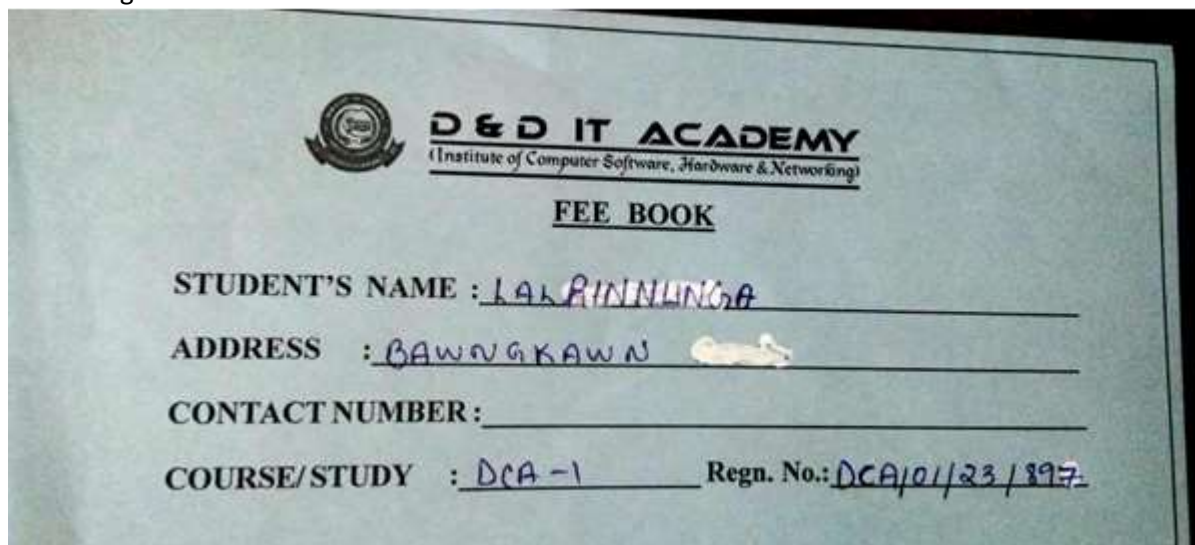 D & D IT ACADEMY
(Institute of Computer Software, Hardware & Networking)
FEE BOOK
STUDENT'S NAME : LALRINNUNGA
ADDRESS : BAWNGKAWN
CONTACT NUMBER :
COURSE/STUDY : DCA-1 Regn. No.: DCA/01/23/897